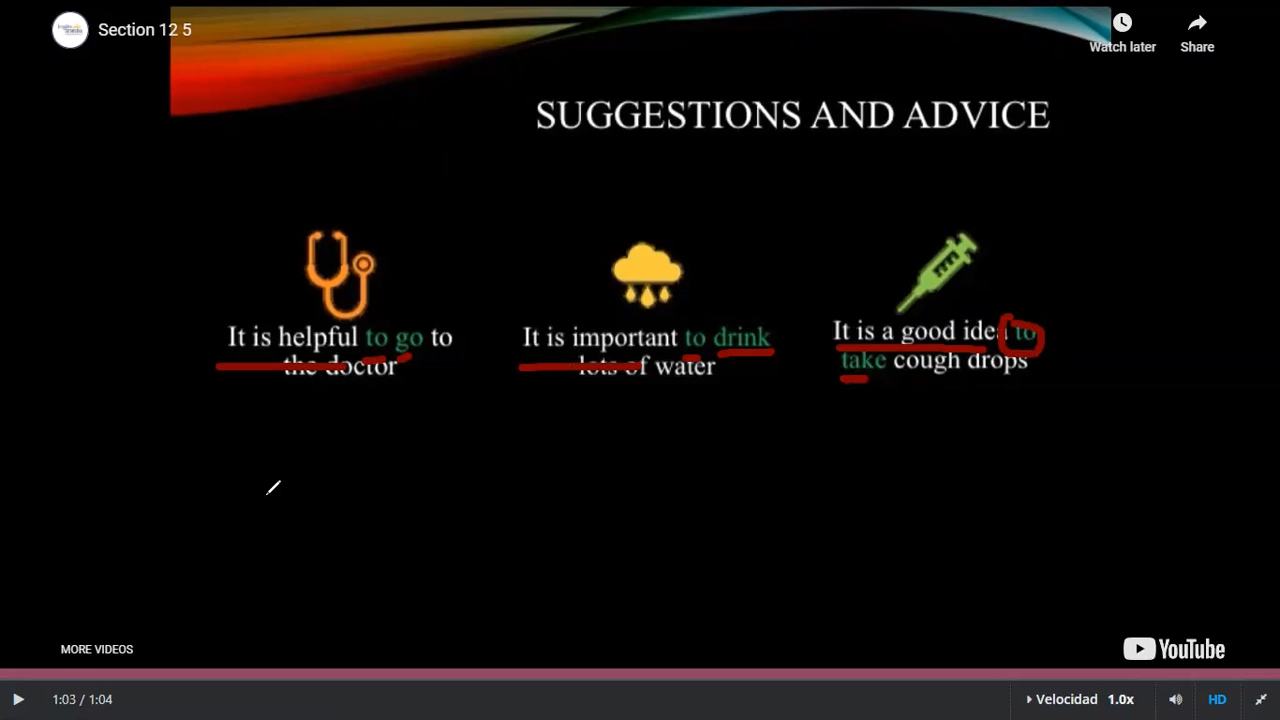 Section 12 5
Watch later
Share
SUGGESTIONS AND ADVICE
It is helpful to go to
the doctor
It is important to drink
lots of water
It is a good idea to
take cough drops
MORE VIDEOS
YouTube
1:03 / 1:04
Velocidad 1.0x
HD